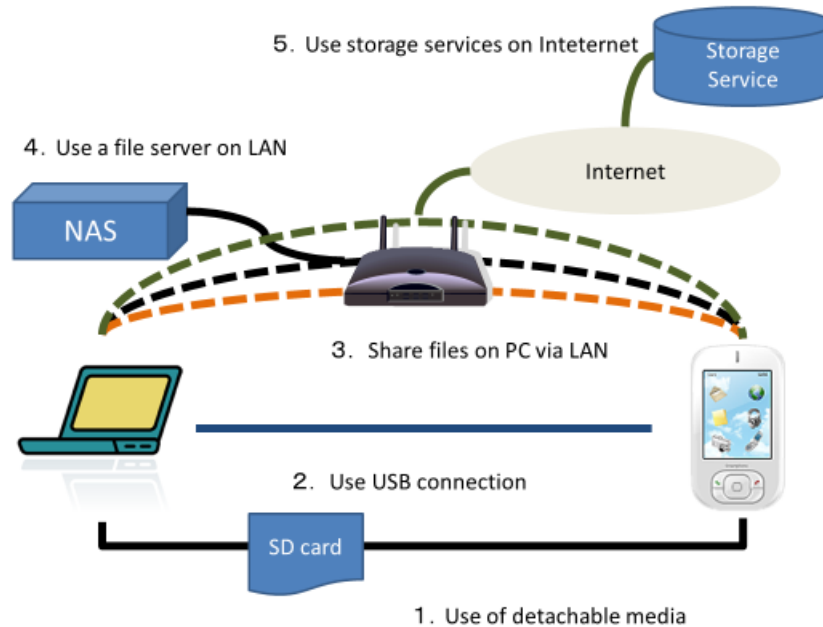 ５．Use storage services on Inteternet
Storage
Service
４．Use a file server on LAN
Internet
NAS
３．Share files on PC via LAN
２．Use USB connection
SD card
１．Use of detachable media